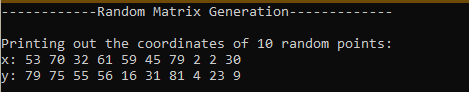 ------------Random Matrix Generation-------------
Printing out the coordinates of 10 random points:
x: 53 70 32 61 59 45 79 2 2 30
y: 79 75 55 56 16 31 81 4 23 9